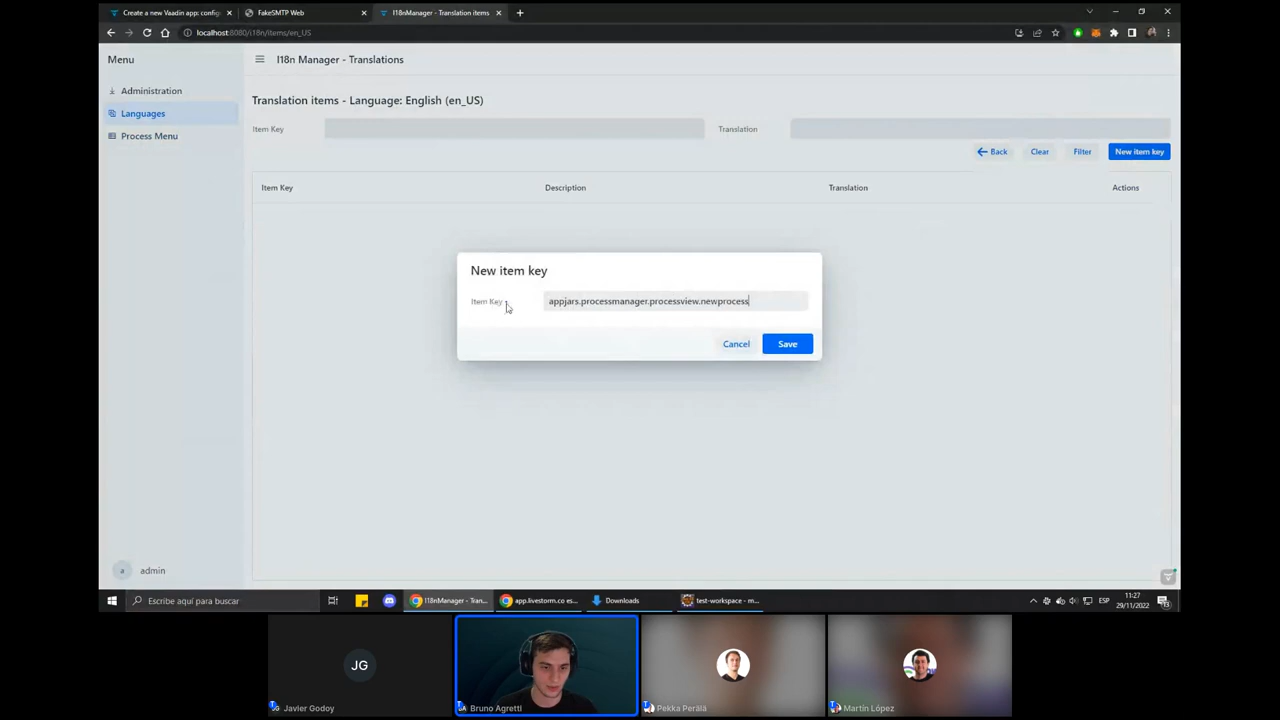 Create a new Vaadin app: config
FakeSMTP Web
I18nManager - Translation items
localhost:8080/i18n/items/en_US
Menu
I18n Manager - Translations
Administration
Languages
Process Menu
Translation items - Language: English (en_US)
Item Key
Translation
Back
Clear
Filter
New item key
Item Key
Description
Translation
Actions
New item key
Item Key
appjars.processmanager.processview.newprocess
Cancel
Save
a
admin
Escribe aquí para buscar
I18nManager - Tran...
app.livestorm.co es...
Downloads
test-workspace - m...
ESP
11:27
29/11/2022
JG
Javier Godoy
Bruno Agretti
Pekka Perälä
Martín López